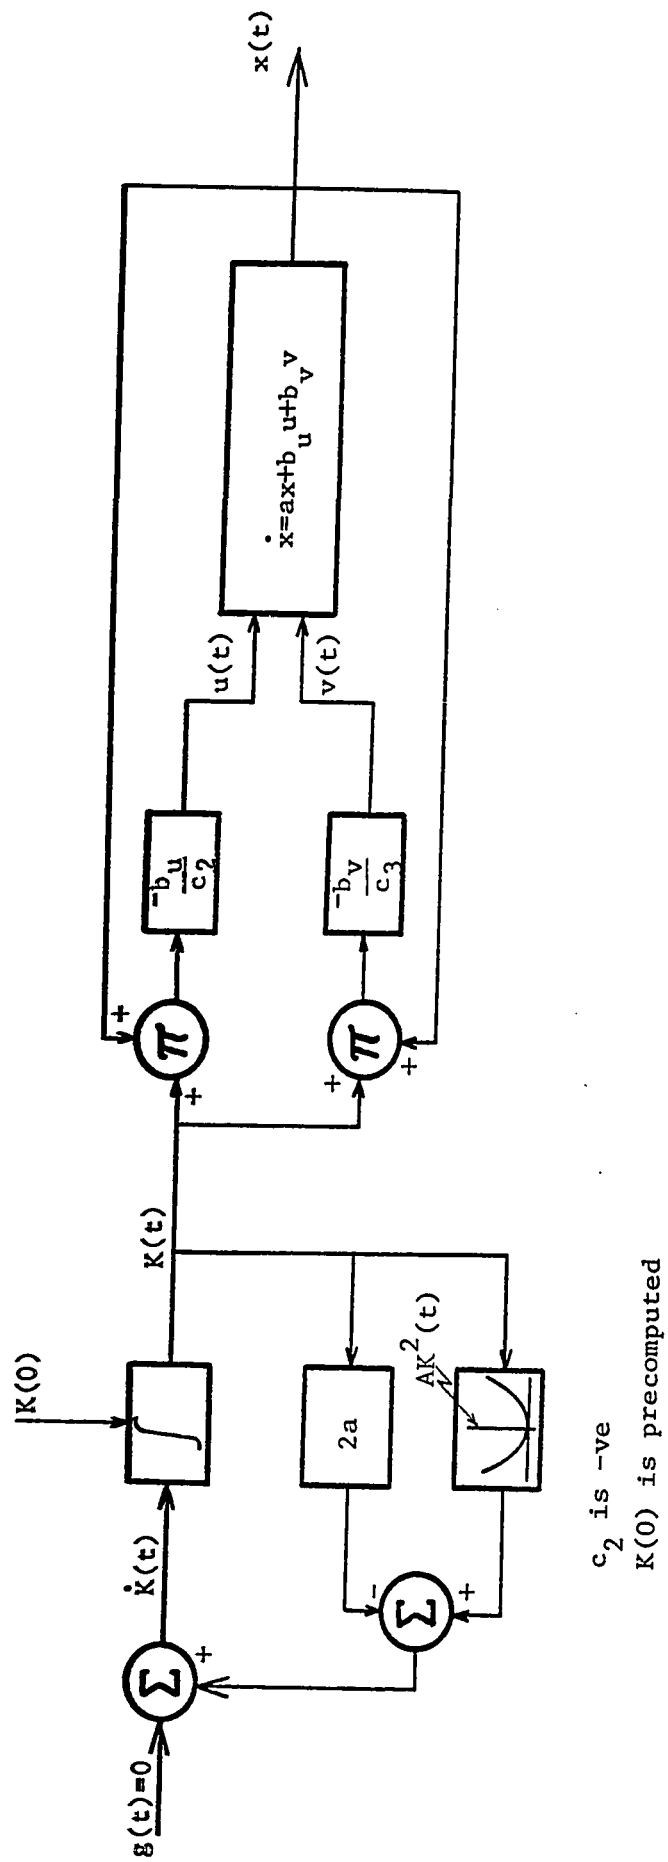 g(t)=0
Σ
+
K̇(t)
K(0)
∫
K(t)
2a
AK²(t)
-
+
Σ
+
+
π
+
+
π
-b_u
c_2
-b_v
c_3
u(t)
v(t)
ẋ=ax+b_u u+b_v v
x(t)
c_2 is -ve
K(0) is precomputed